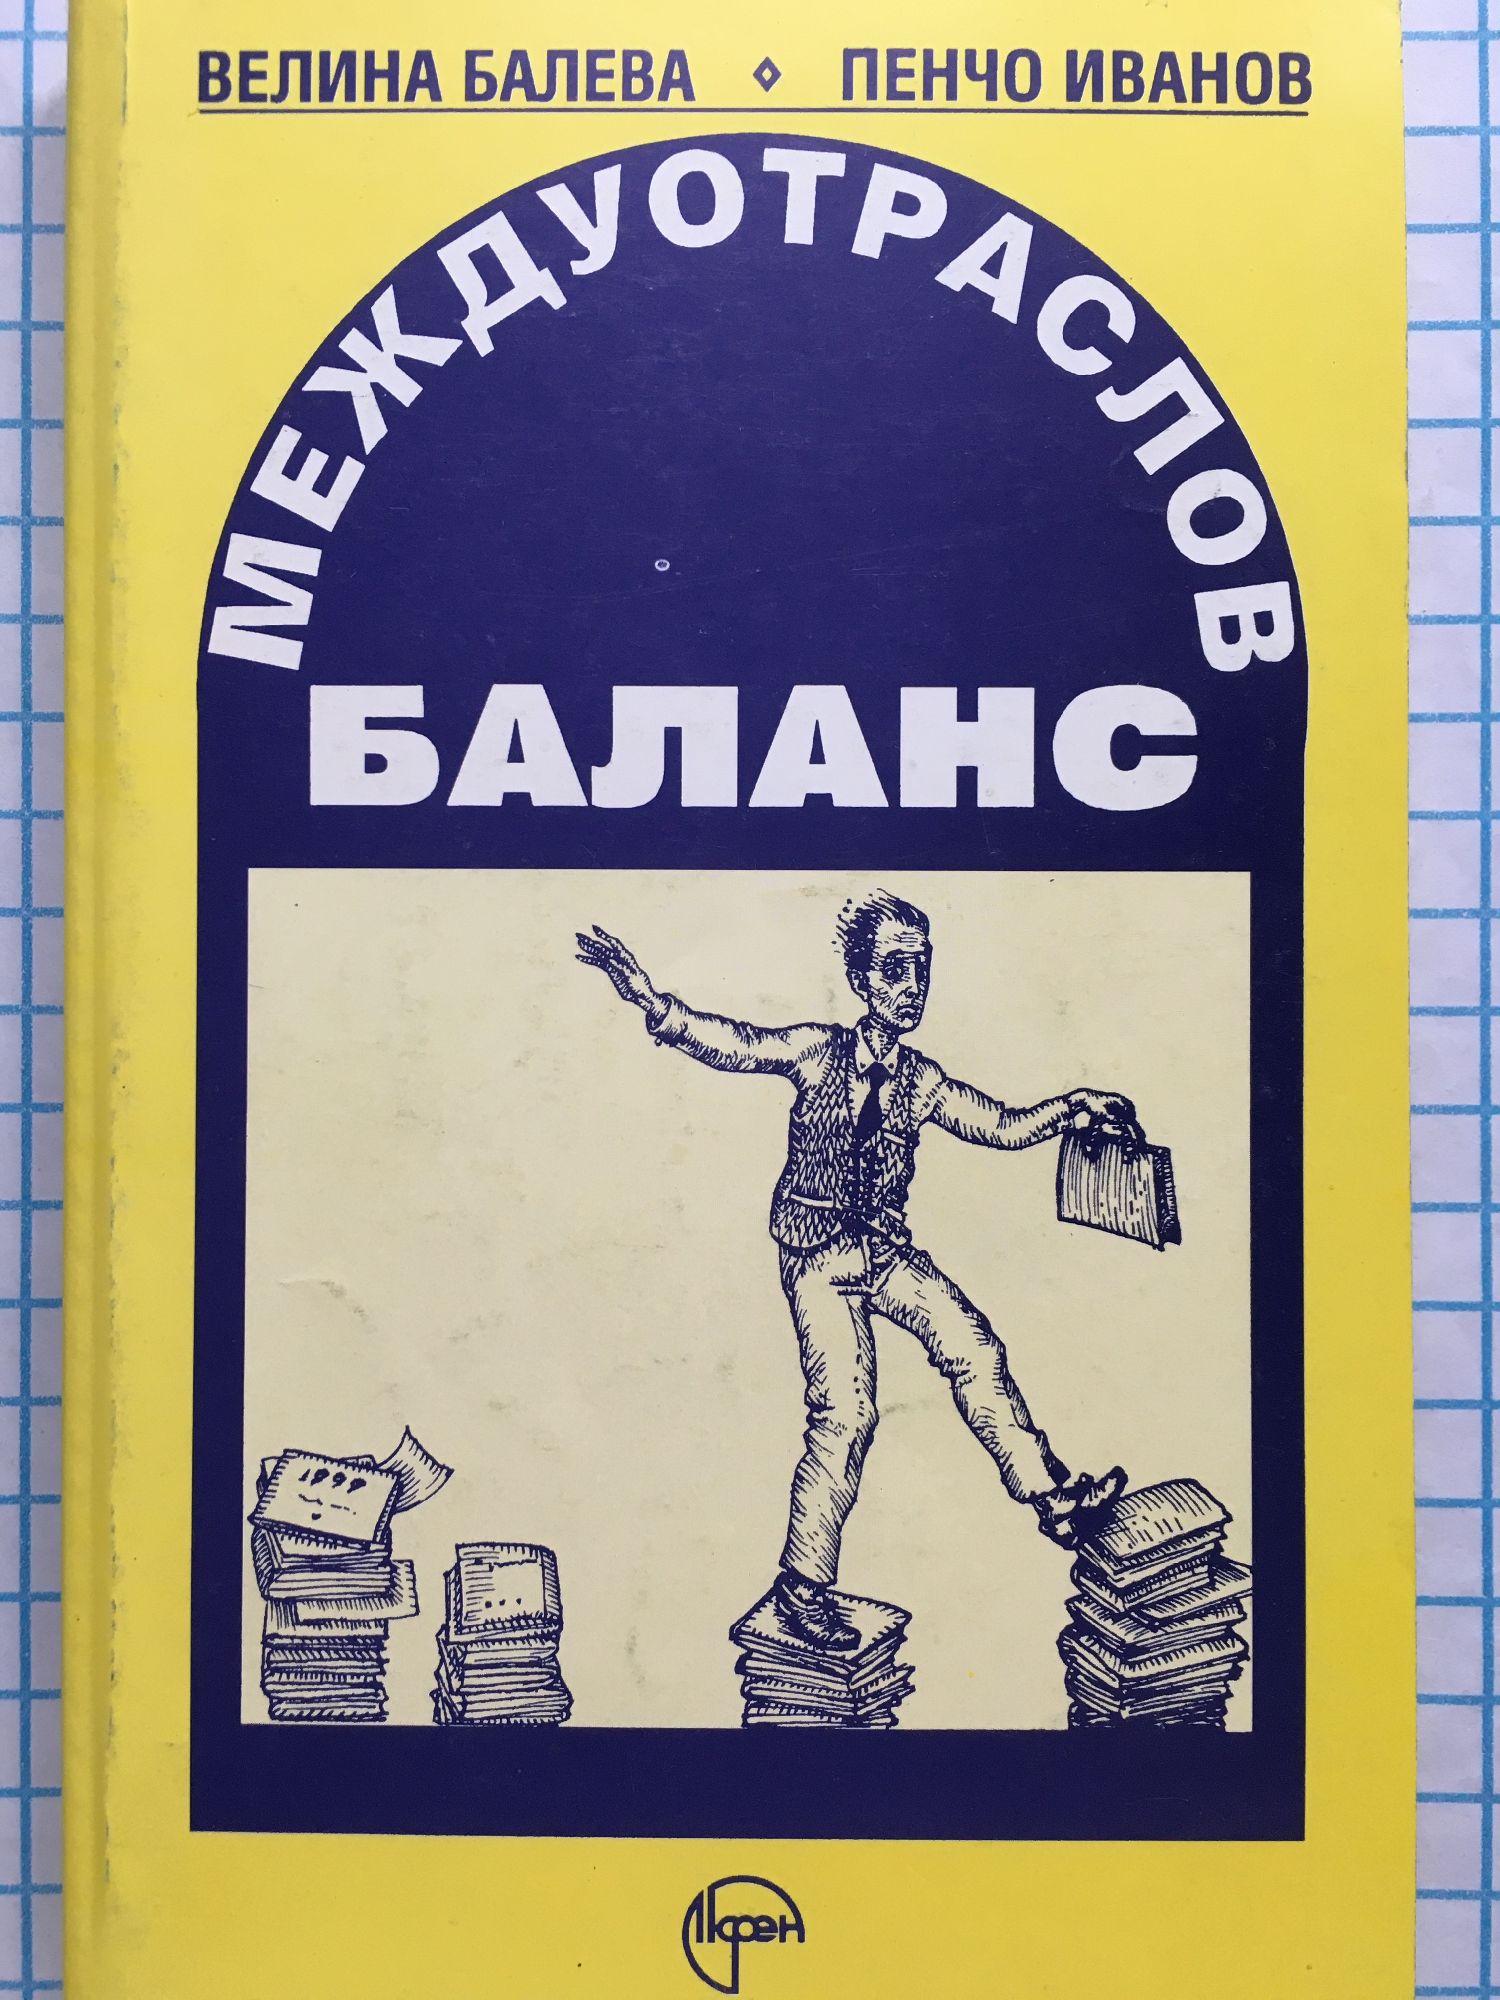 ВЕЛИНА БАЛЕВА ◊ ПЕНЧО ИВАНОВ
МЕЖДУОТРАСЛОВ
БАЛАНС